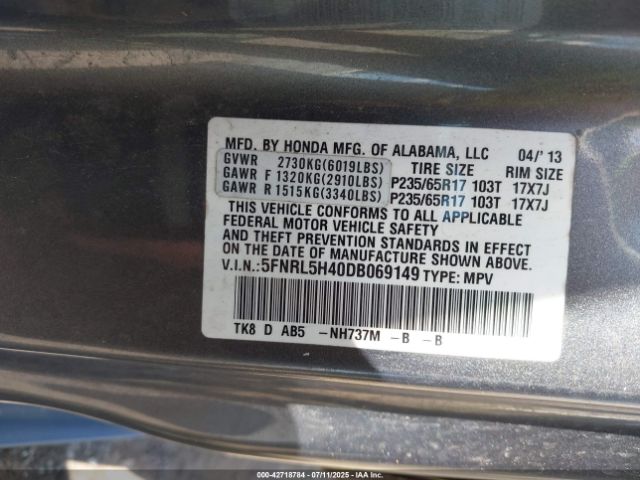 MFD. BY HONDA MFG. OF ALABAMA, LLC 04/'13
GVWR 2730KG(6019LBS) TIRE SIZE RIM SIZE
GAWR F 1320KG(2910LBS) P235/65R17 103T 17X7J
GAWR R 1515KG(3340LBS) P235/65R17 103T 17X7J
THIS VEHICLE CONFORMS TO ALL APPLICABLE
FEDERAL MOTOR VEHICLE SAFETY
AND THEFT PREVENTION STANDARDS IN EFFECT
ON THE DATE OF MANUFACTURE SHOWN ABOVE.
V.I.N.:5FNRL5H40DB069149 TYPE: MPV
TK8 D AB5 -NH737M -B -B
000-42718784 - 07/11/2025 - IAA Inc.